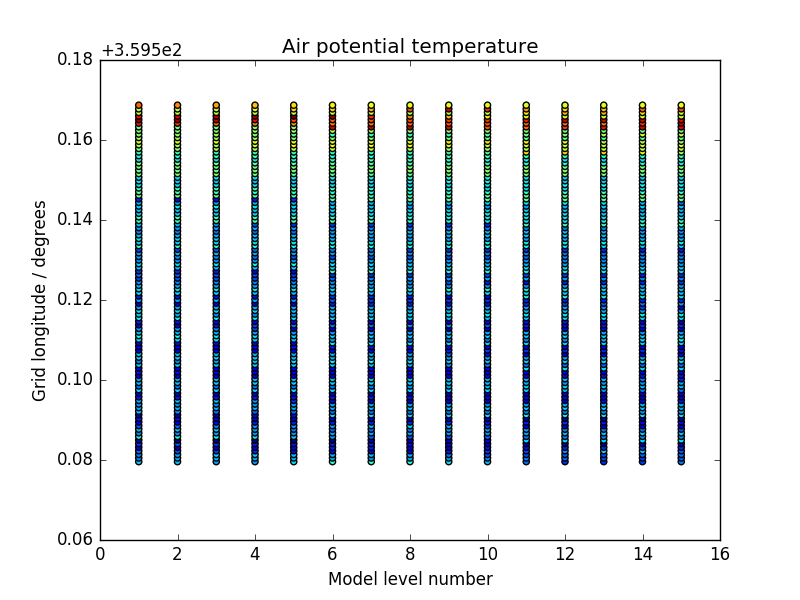 Air potential temperature
+3.595e2
0.18
0.16
0.14
0.12
0.10
0.08
0.06
Grid longitude / degrees
0 2 4 6 8 10 12 14 16
Model level number